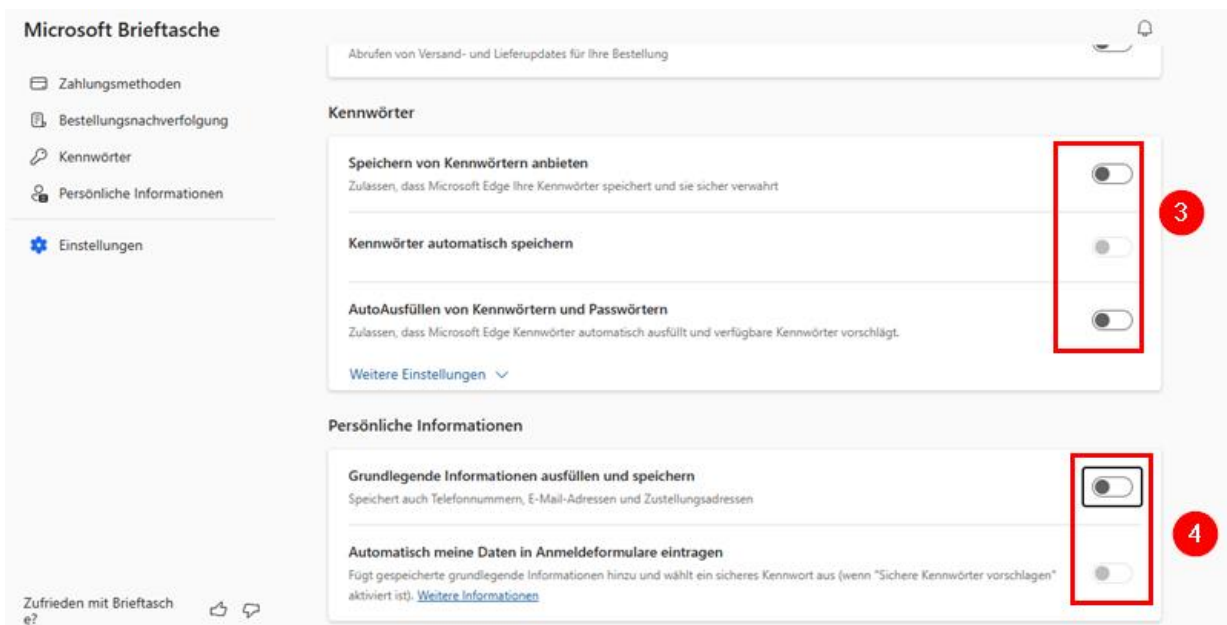 Microsoft Brieftasche
Zahlungsmethoden
Bestellungsnachverfolgung
Kennwörter
Persönliche Informationen
Einstellungen
Zufrieden mit Brieftasch
e?
Abrufen von Versand- und Lieferupdates für Ihre Bestellung
Kennwörter
Speichern von Kennwörtern anbieten
Zulassen, dass Microsoft Edge Ihre Kennwörter speichert und sie sicher verwahrt
Kennwörter automatisch speichern
AutoAusfüllen von Kennwörtern und Passwörtern
Zulassen, dass Microsoft Edge Kennwörter automatisch ausfüllt und verfügbare Kennwörter vorschlägt.
Weitere Einstellungen
3
Persönliche Informationen
Grundlegende Informationen ausfüllen und speichern
Speichert auch Telefonnummern, E-Mail-Adressen und Zustellungsadressen
Automatisch meine Daten in Anmeldeformulare eintragen
Fügt gespeicherte grundlegende Informationen hinzu und wählt ein sicheres Kennwort aus (wenn "Sichere Kennwörter vorschlagen"
aktiviert ist). Weitere Informationen
4